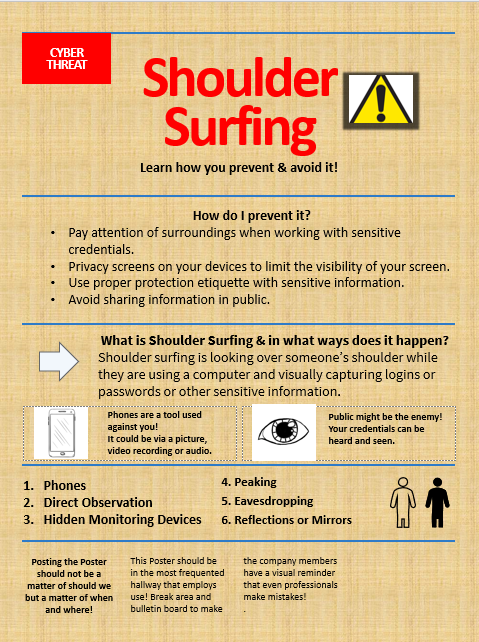 CYBER
THREAT
Shoulder
Surfing
Learn how you prevent & avoid it!
How do I prevent it?
• Pay attention of surroundings when working with sensitive
credentials.
• Privacy screens on your devices to limit the visibility of your screen.
• Use proper protection etiquette with sensitive information.
• Avoid sharing information in public.
What is Shoulder Surfing & in what ways does it happen?
Shoulder surfing is looking over someone's shoulder while
they are using a computer and visually capturing logins or
passwords or other sensitive information.
Phones are a tool used
against you!
It could be via a picture,
video recording or audio.
Public might be the enemy!
Your credentials can be
heard and seen.
1. Phones
2. Direct Observation
3. Hidden Monitoring Devices
4. Peaking
5. Eavesdropping
6. Reflections or Mirrors
Posting the Poster
should not be a
matter of should we
but a matter of when
and where!
This Poster should be
in the most frequented
hallway that employs
use! Break area and
bulletin board to make
the company members
have a visual reminder
that even professionals
make mistakes!
.